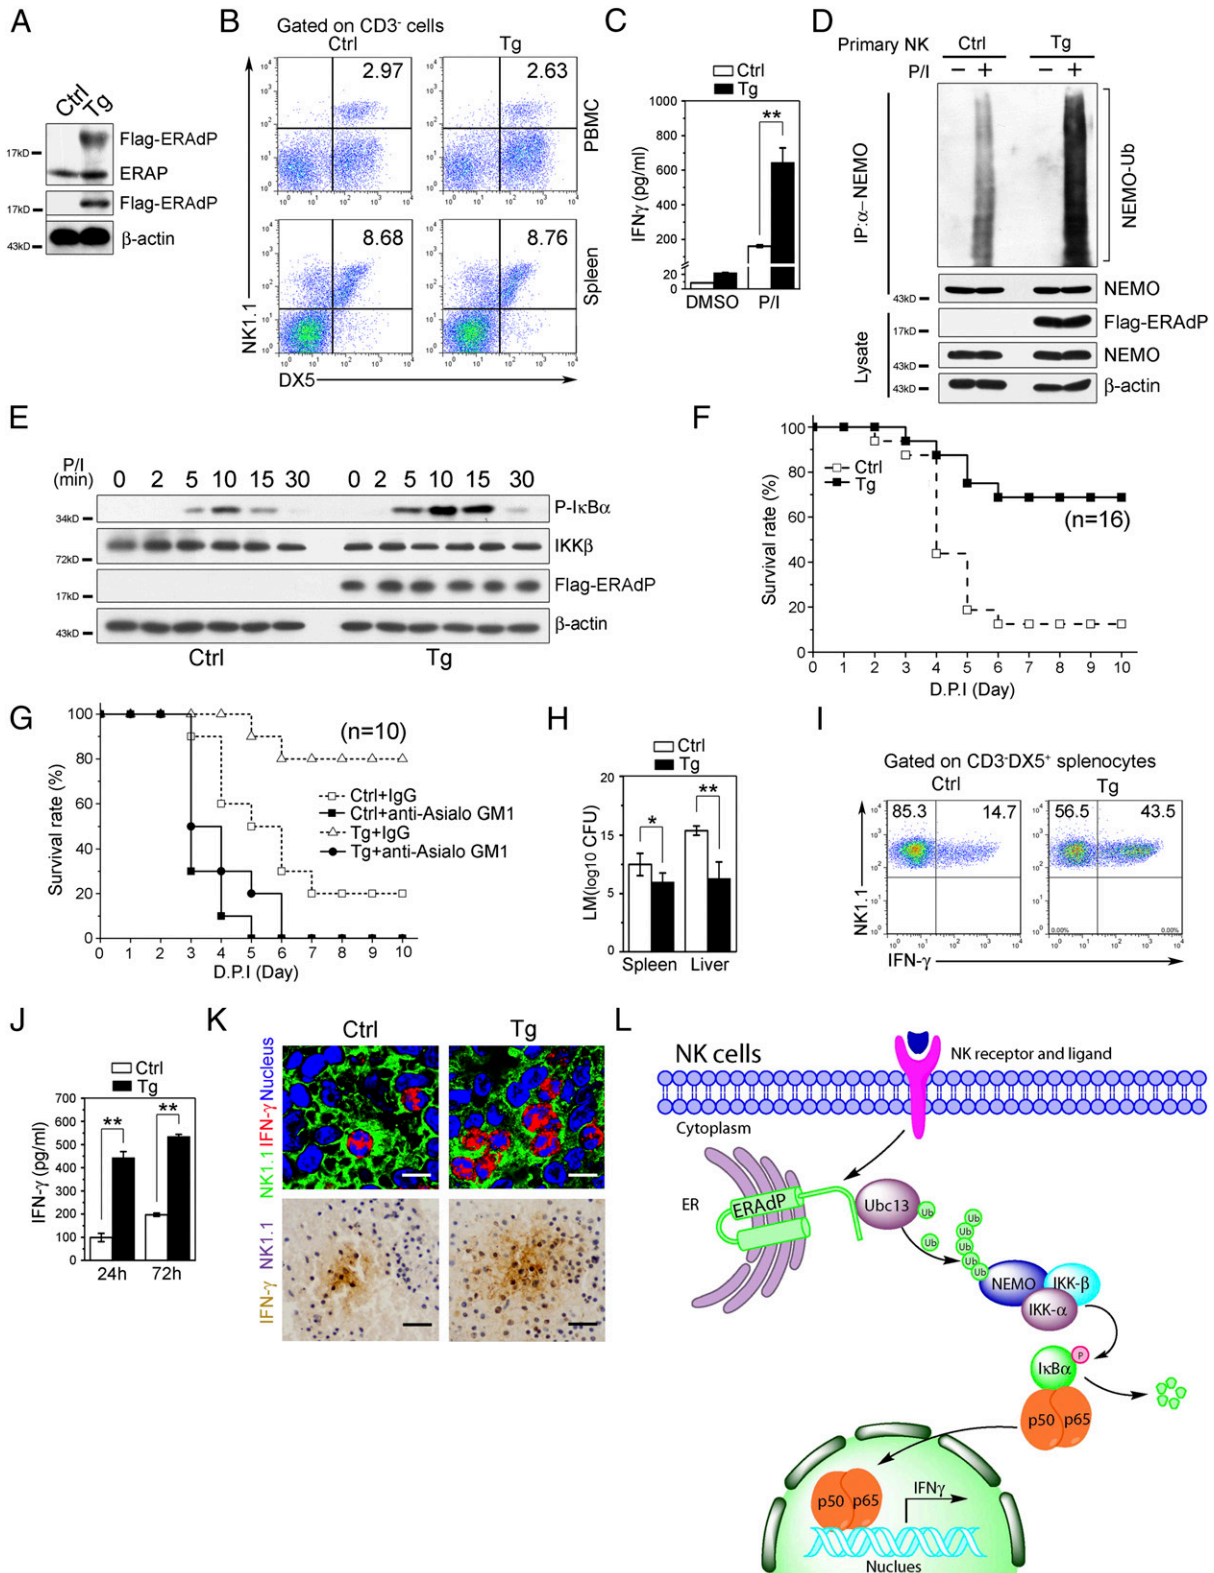 A
Ctrl
Tg
Flag-ERAdP
17kD
ERAP
Flag-ERAdP
17kD
β-actin
43kD
B
Gated on CD3- cells
Ctrl
Tg
2.97
2.63
PBMC
8.68
8.76
Spleen
NK1.1
DX5
C
Ctrl
Tg
1000
800
600
400
200
20
0
IFNγ (pg/ml)
**
DMSO
P/I
D
Primary NK
Ctrl
Tg
P/I
− + − +
IP:α−NEMO
NEMO-Ub
NEMO
43kD
Flag-ERAdP
17kD
Lysate
NEMO
43kD
β-actin
43kD
E
P/I
(min)
0 2 5 10 15 30 0 2 5 10 15 30
P-IκBα
34kD
IKKβ
72kD
Flag-ERAdP
17kD
β-actin
43kD
Ctrl
Tg
F
Survival rate (%)
100
80
60
40
20
0
Ctrl
Tg
(n=16)
0 1 2 3 4 5 6 7 8 9 10
D.P.I (Day)
G
Survival rate (%)
100
80
60
40
20
0
(n=10)
Ctrl+IgG
Ctrl+anti-Asialo GM1
Tg+IgG
Tg+anti-Asialo GM1
0 1 2 3 4 5 6 7 8 9 10
D.P.I (Day)
H
Ctrl
Tg
LM(log10 CFU)
20
15
5
0
*
**
Spleen
Liver
I
Gated on CD3-DX5+ splenocytes
Ctrl
Tg
85.3
14.7
56.5
43.5
0.00%
0.00%
NK1.1
IFN-γ
J
Ctrl
Tg
IFN-γ (pg/ml)
700
600
500
400
300
200
100
0
**
**
24h
72h
K
Ctrl
Tg
NK1.1 IFN-γ Nucleus
IFN-γ NK1.1
L
NK cells
NK receptor and ligand
Cytoplasm
ER
ERAdP
Ubc13
Ub
Ub
Ub
Ub
Ub
Ub
Ub
NEMO
IKK-β
IKK-α
IκBα
P
p50
p65
p50
p65
IFNγ
Nuclues